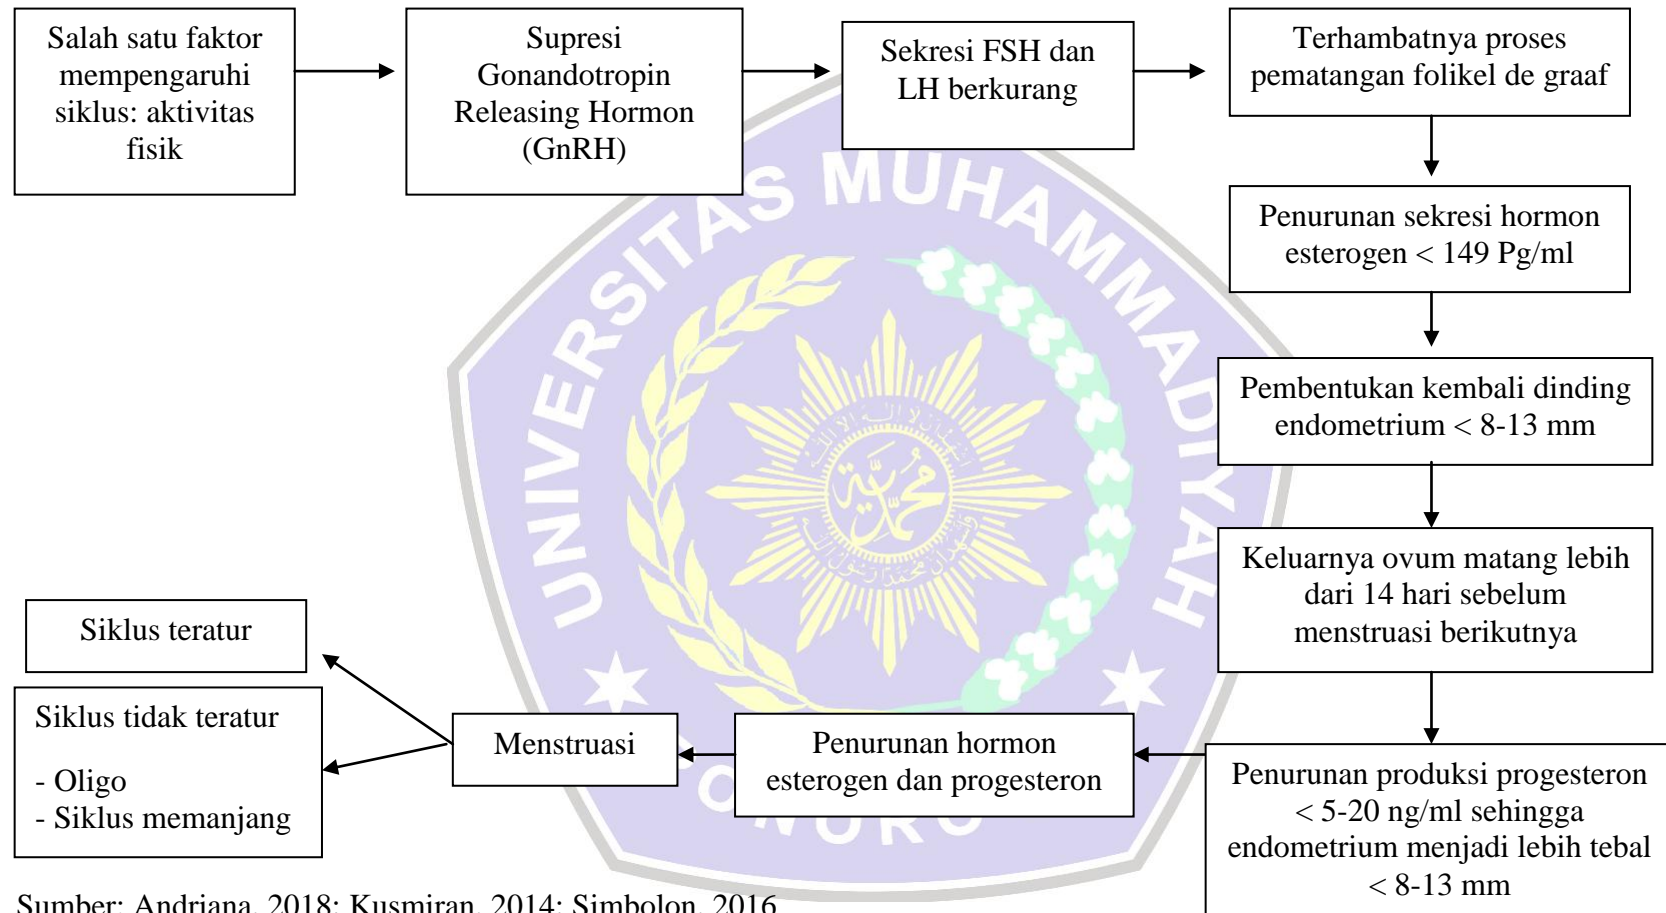 Salah satu faktor
mempengaruhi
siklus: aktivitas
fisik
Supresi
Gonandotropin
Releasing Hormon
(GnRH)
Sekresi FSH dan
LH berkurang
Terhambatnya proses
pematangan folikel de graaf
Penurunan sekresi hormon
esterogen < 149 Pg/ml
Pembentukan kembali dinding
endometrium < 8-13 mm
Keluarnya ovum matang lebih
dari 14 hari sebelum
menstruasi berikutnya
Penurunan produksi progesteron
< 5-20 ng/ml sehingga
endometrium menjadi lebih tebal
< 8-13 mm
Penurunan hormon
esterogen dan progesteron
Menstruasi
Siklus teratur
Siklus tidak teratur
- Oligo
- Siklus memanjang
Sumber: Andriana, 2018; Kusmiran, 2014; Simbolon, 2016
UNIVERSITAS MUHAMMADIYAH